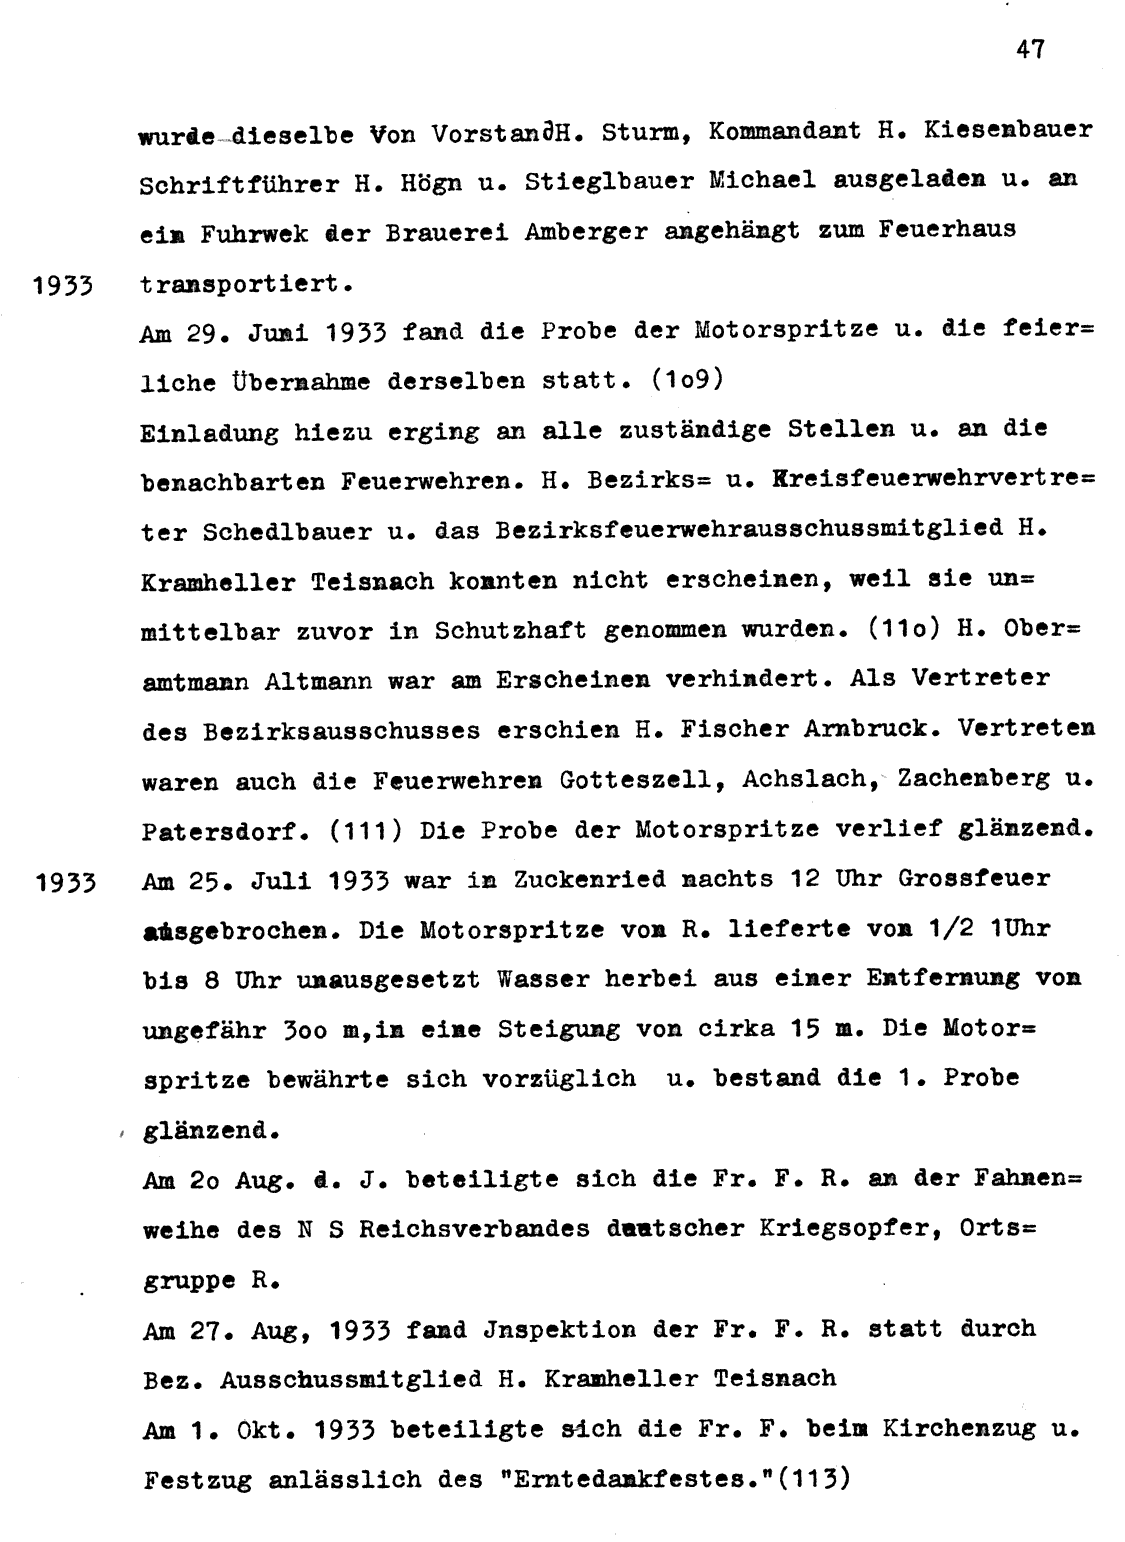 47
wurde dieselbe Von VorstandH. Sturm, Kommandant H. Kiesenbauer
Schriftführer H. Högn u. Stieglbauer Michael ausgeladen u. an
ein Fuhrwek der Brauerei Amberger angehängt zum Feuerhaus
1933 transportiert.
Am 29. Juni 1933 fand die Probe der Motorspritze u. die feier=
liche Übernahme derselben statt. (1o9)
Einladung hiezu erging an alle zuständige Stellen u. an die
benachbarten Feuerwehren. H. Bezirks= u. Kreisfeuerwehrvertre=
ter Schedlbauer u. das Bezirksfeuerwehrausschussmitglied H.
Kramheller Teisnach konnten nicht erscheinen, weil sie un=
mittelbar zuvor in Schutzhaft genommen wurden. (11o) H. Ober=
amtmann Altmann war am Erscheinen verhindert. Als Vertreter
des Bezirksausschusses erschien H. Fischer Arnbruck. Vertreten
waren auch die Feuerwehren Gotteszell, Achslach, Zachenberg u.
Patersdorf. (111) Die Probe der Motorspritze verlief glänzend.
1933 Am 25. Juli 1933 war in Zuckenried nachts 12 Uhr Grossfeuer
ausgebrochen. Die Motorspritze von R. lieferte von 1/2 1Uhr
bis 8 Uhr unausgesetzt Wasser herbei aus einer Entfernung von
ungefähr 3oo m,in eine Steigung von cirka 15 m. Die Motor=
spritze bewährte sich vorzüglich u. bestand die 1. Probe
glänzend.
Am 2o Aug. d. J. beteiligte sich die Fr. F. R. an der Fahnen=
weihe des N S Reichsverbandes deutscher Kriegsopfer, Orts=
gruppe R.
Am 27. Aug, 1933 fand Jnspektion der Fr. F. R. statt durch
Bez. Ausschussmitglied H. Kramheller Teisnach
Am 1. Okt. 1933 beteiligte sich die Fr. F. beim Kirchenzug u.
Festzug anlässlich des "Erntedankfestes."(113)